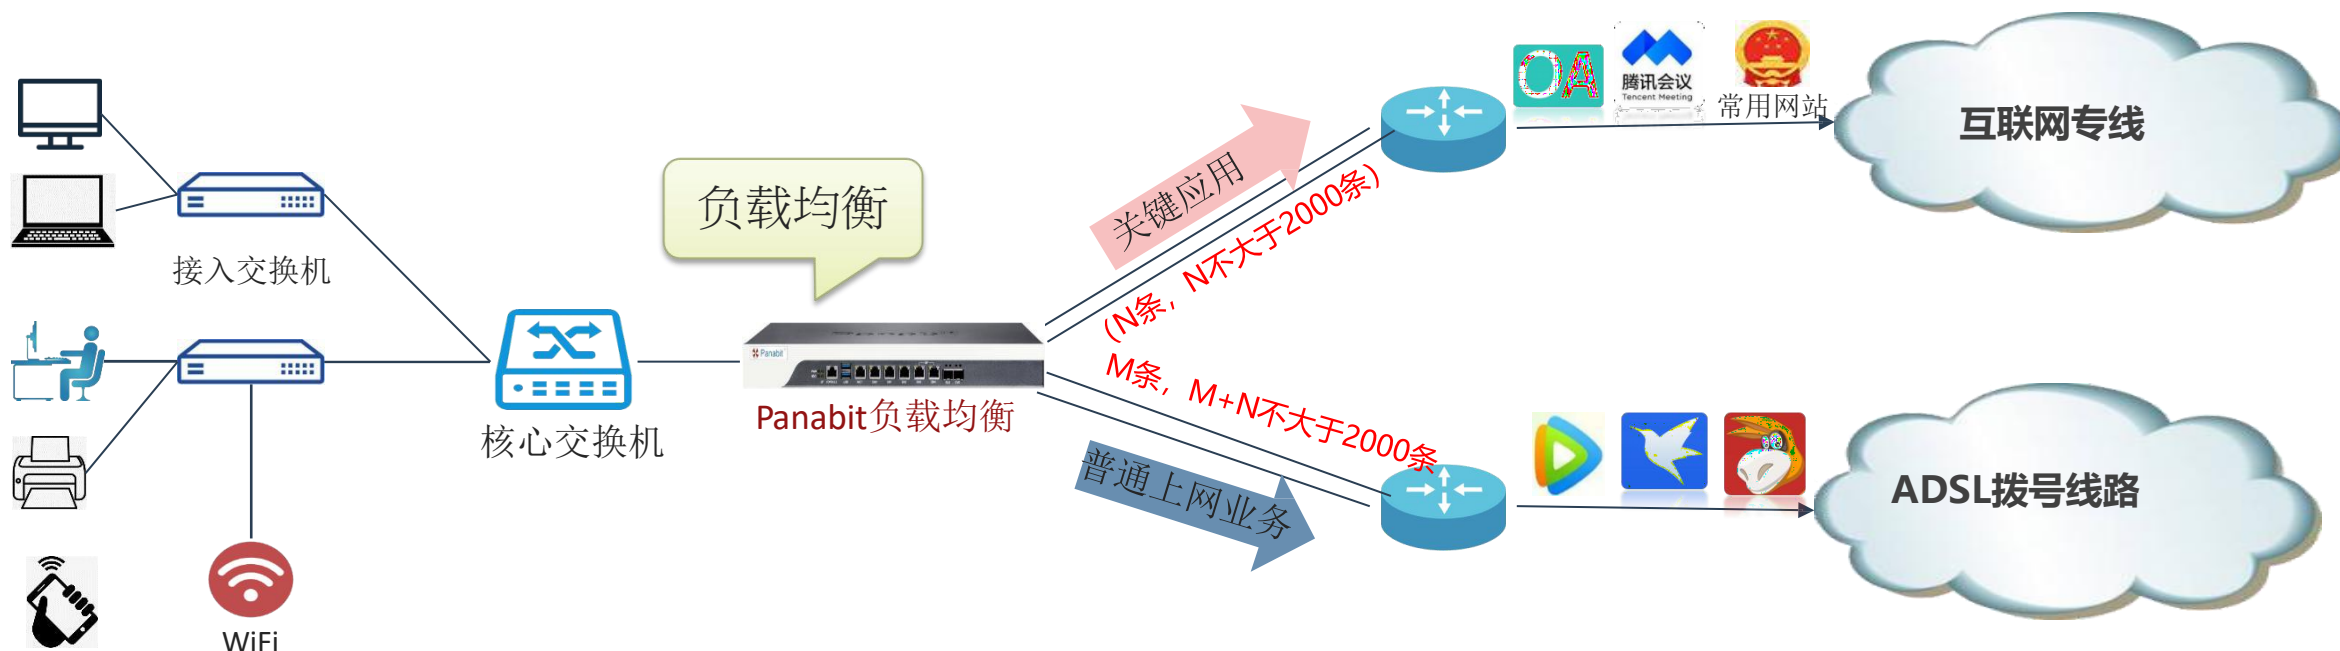 接入交换机
WiFi
核心交换机
负载均衡
Panabit
Panabit负载均衡
关键应用
(N条，N不大于2000条)
M条，M+N不大于2000条
普通上网业务
OA
腾讯会议
Tencent Meeting
常用网站
互联网专线
ADSL拨号线路